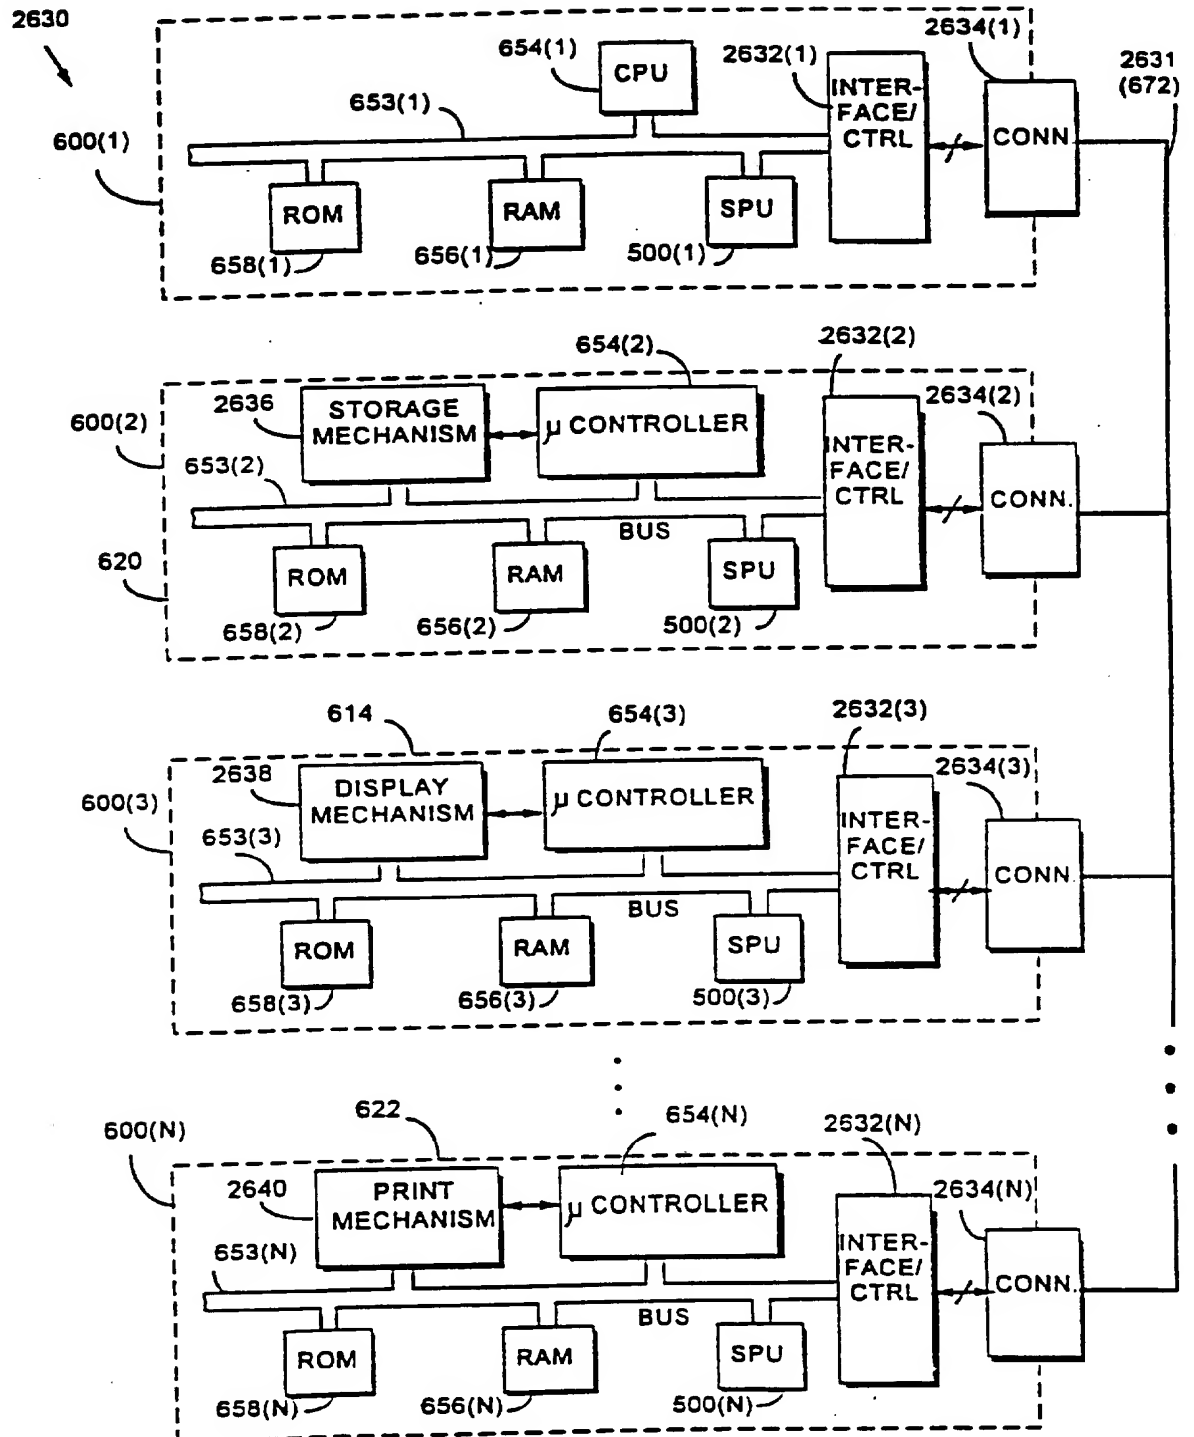 2630
654(1)
2632(1)
2634(1)
2631
(672)
CPU
INTER-
FACE/
CTRL
653(1)
600(1)
CONN.
ROM
RAM
SPU
658(1)
656(1)
500(1)
654(2)
2632(2)
2634(2)
600(2)
2636
STORAGE
MECHANISM
µ CONTROLLER
INTER-
FACE/
CTRL
653(2)
CONN.
BUS
620
ROM
RAM
SPU
658(2)
656(2)
500(2)
614
654(3)
2632(3)
2634(3)
600(3)
2638
DISPLAY
MECHANISM
µ CONTROLLER
INTER-
FACE/
CTRL
653(3)
CONN.
BUS
ROM
RAM
SPU
658(3)
656(3)
500(3)
622
654(N)
2632(N)
600(N)
2634(N)
2640
PRINT
MECHANISM
µ CONTROLLER
INTER-
FACE/
CTRL
653(N)
CONN.
BUS
ROM
RAM
SPU
658(N)
656(N)
500(N)